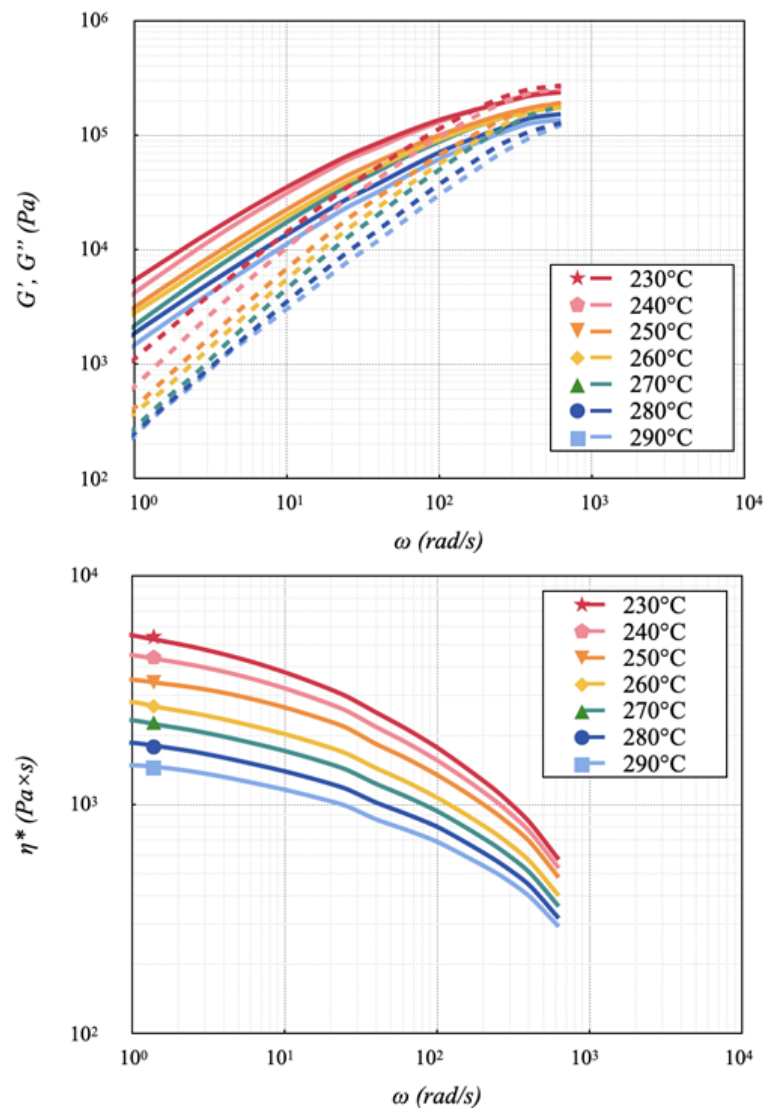 10⁶
10⁵
10⁴
10³
10²
G’, G’’ (Pa)
230°C
240°C
250°C
260°C
270°C
280°C
290°C
10⁰ 10¹ 10² 10³ 10⁴
ω (rad/s)
10⁴
10³
10²
η* (Pa×s)
230°C
240°C
250°C
260°C
270°C
280°C
290°C
10⁰ 10¹ 10² 10³ 10⁴
ω (rad/s)